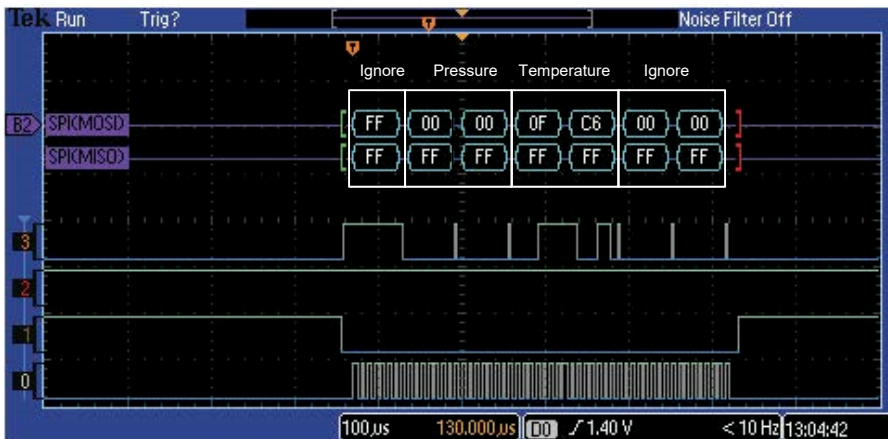 Tek Run Trig? Noise Filter Off
T
T
Ignore Pressure Temperature Ignore
B2 SPI(MOSI) FF 00 00 0F C6 00 00
SPI(MISO) FF FF FF FF FF FF FF
3
2
1
0
100µs 130.000µs D0 1.40 V < 10 Hz 13:04:42